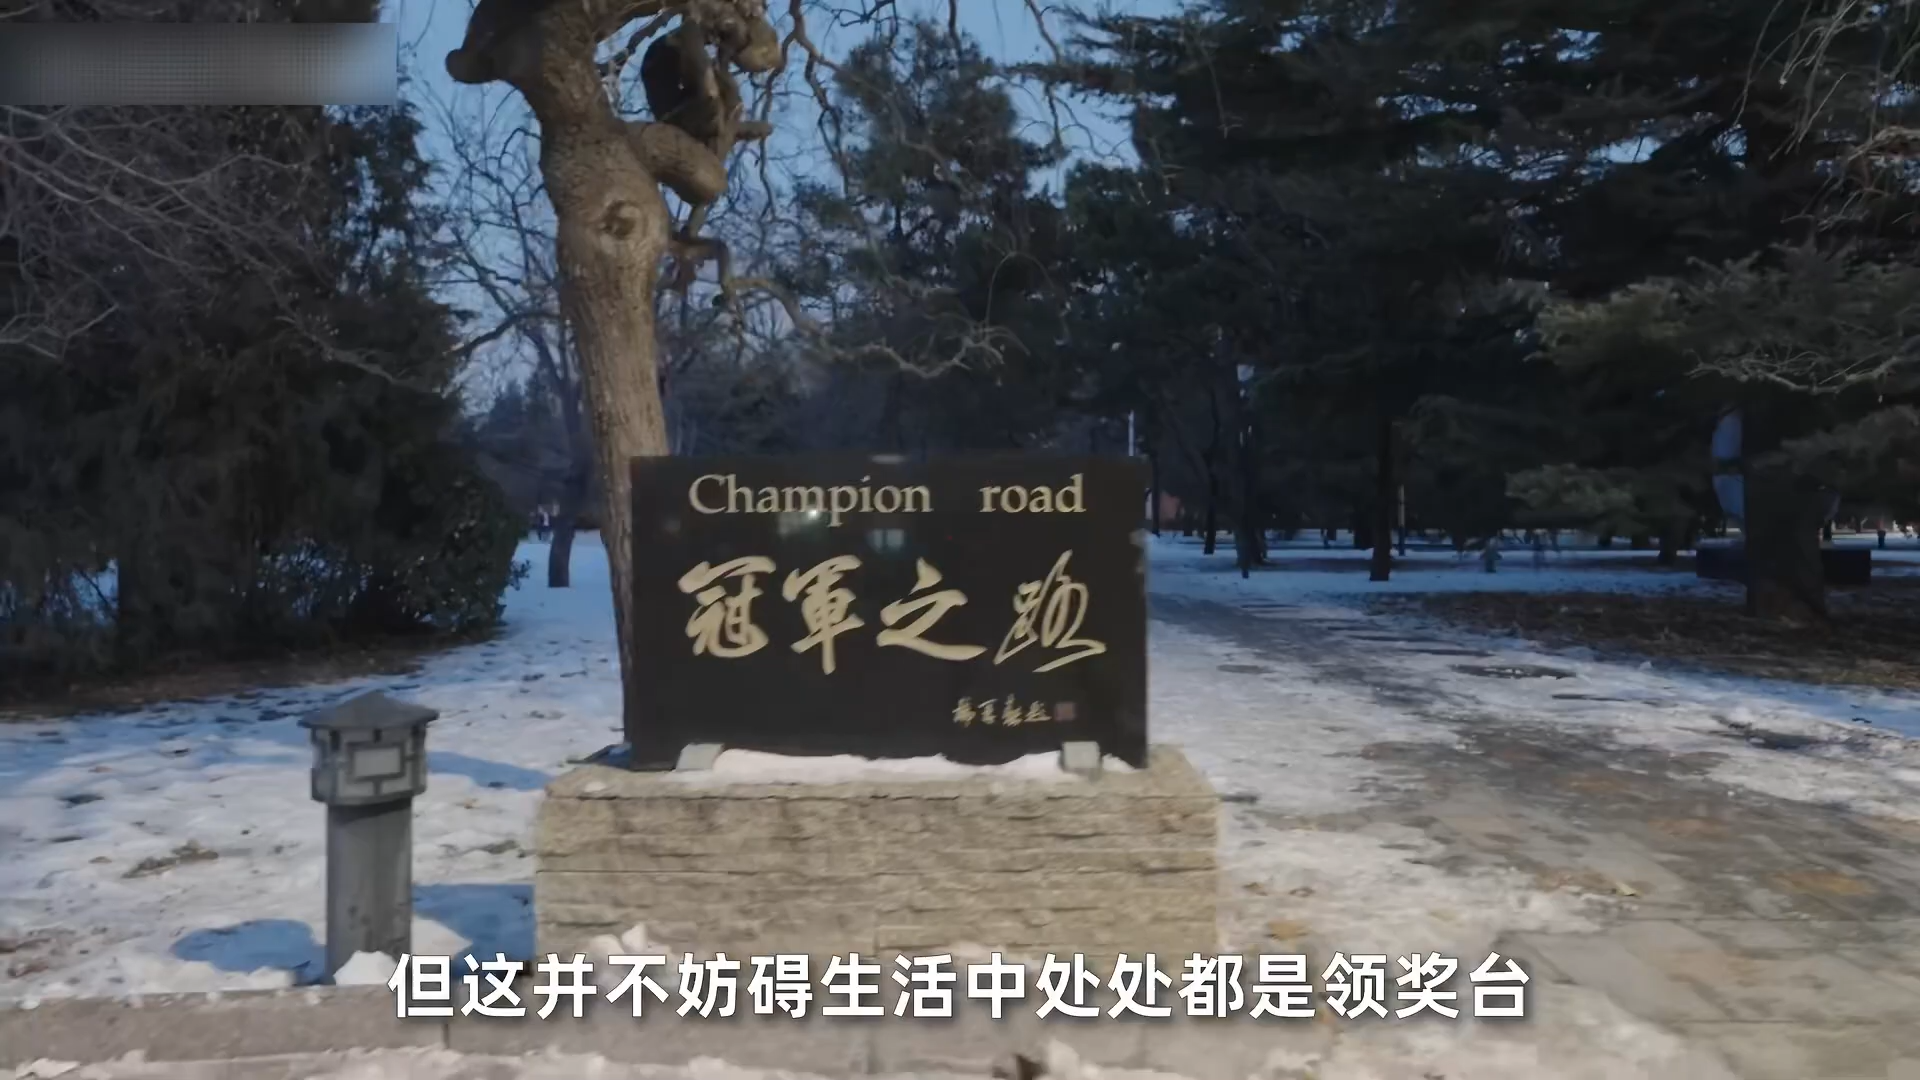 Champion road
冠軍之路
但这并不妨碍生活中处处都是领奖台